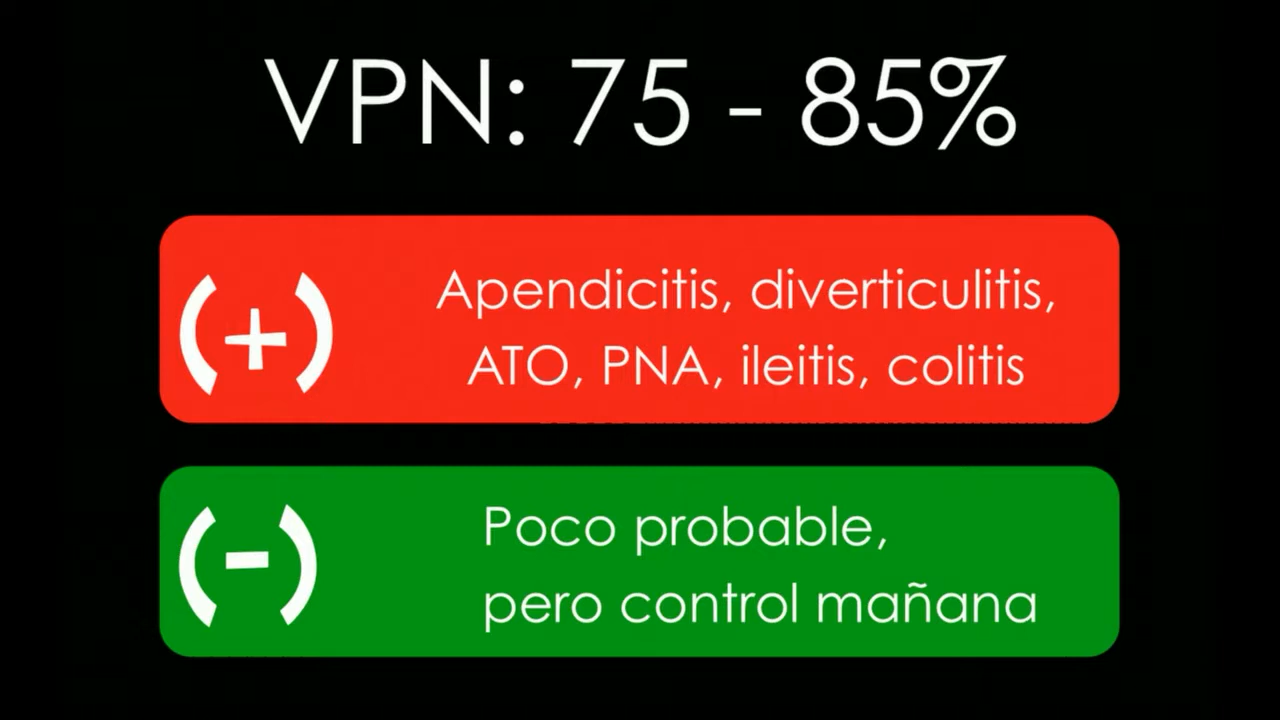 VPN: 75 - 85%
(+)
Apendicitis, diverticulitis,
ATO, PNA, ileitis, colitis
(-)
Poco probable,
pero control mañana